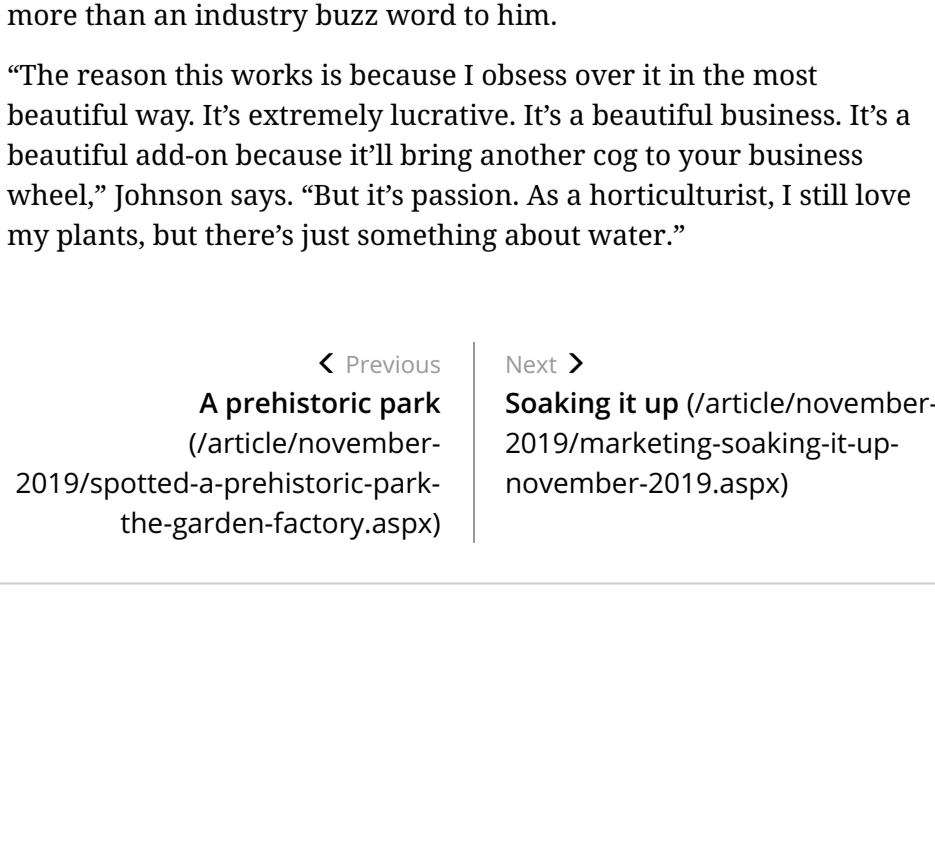 more than an industry buzz word to him.
“The reason this works is because I obsess over it in the most
beautiful way. It’s extremely lucrative. It’s a beautiful business. It’s a
beautiful add-on because it’ll bring another cog to your business
wheel,” Johnson says. “But it’s passion. As a horticulturist, I still love
my plants, but there’s just something about water.”
Previous
A prehistoric park
(/article/november-
2019/spotted-a-prehistoric-park-
the-garden-factory.aspx)
Next
Soaking it up (/article/november-
2019/marketing-soaking-it-up-
november-2019.aspx)